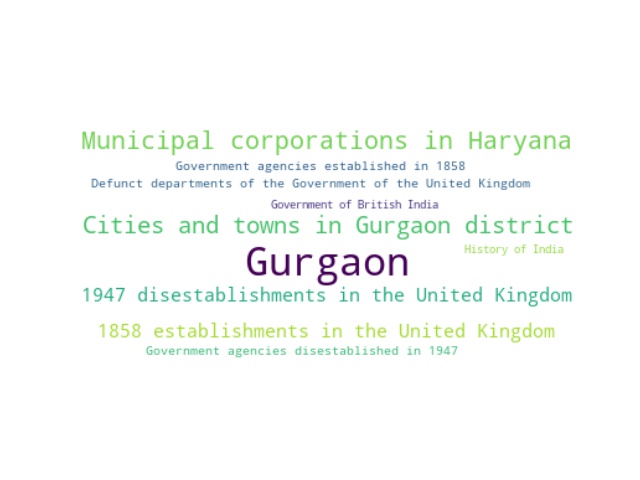 Municipal corporations in Haryana
Government agencies established in 1858
Defunct departments of the Government of the United Kingdom
Government of British India
Cities and towns in Gurgaon district
History of India
Gurgaon
1947 disestablishments in the United Kingdom
1858 establishments in the United Kingdom
Government agencies disestablished in 1947